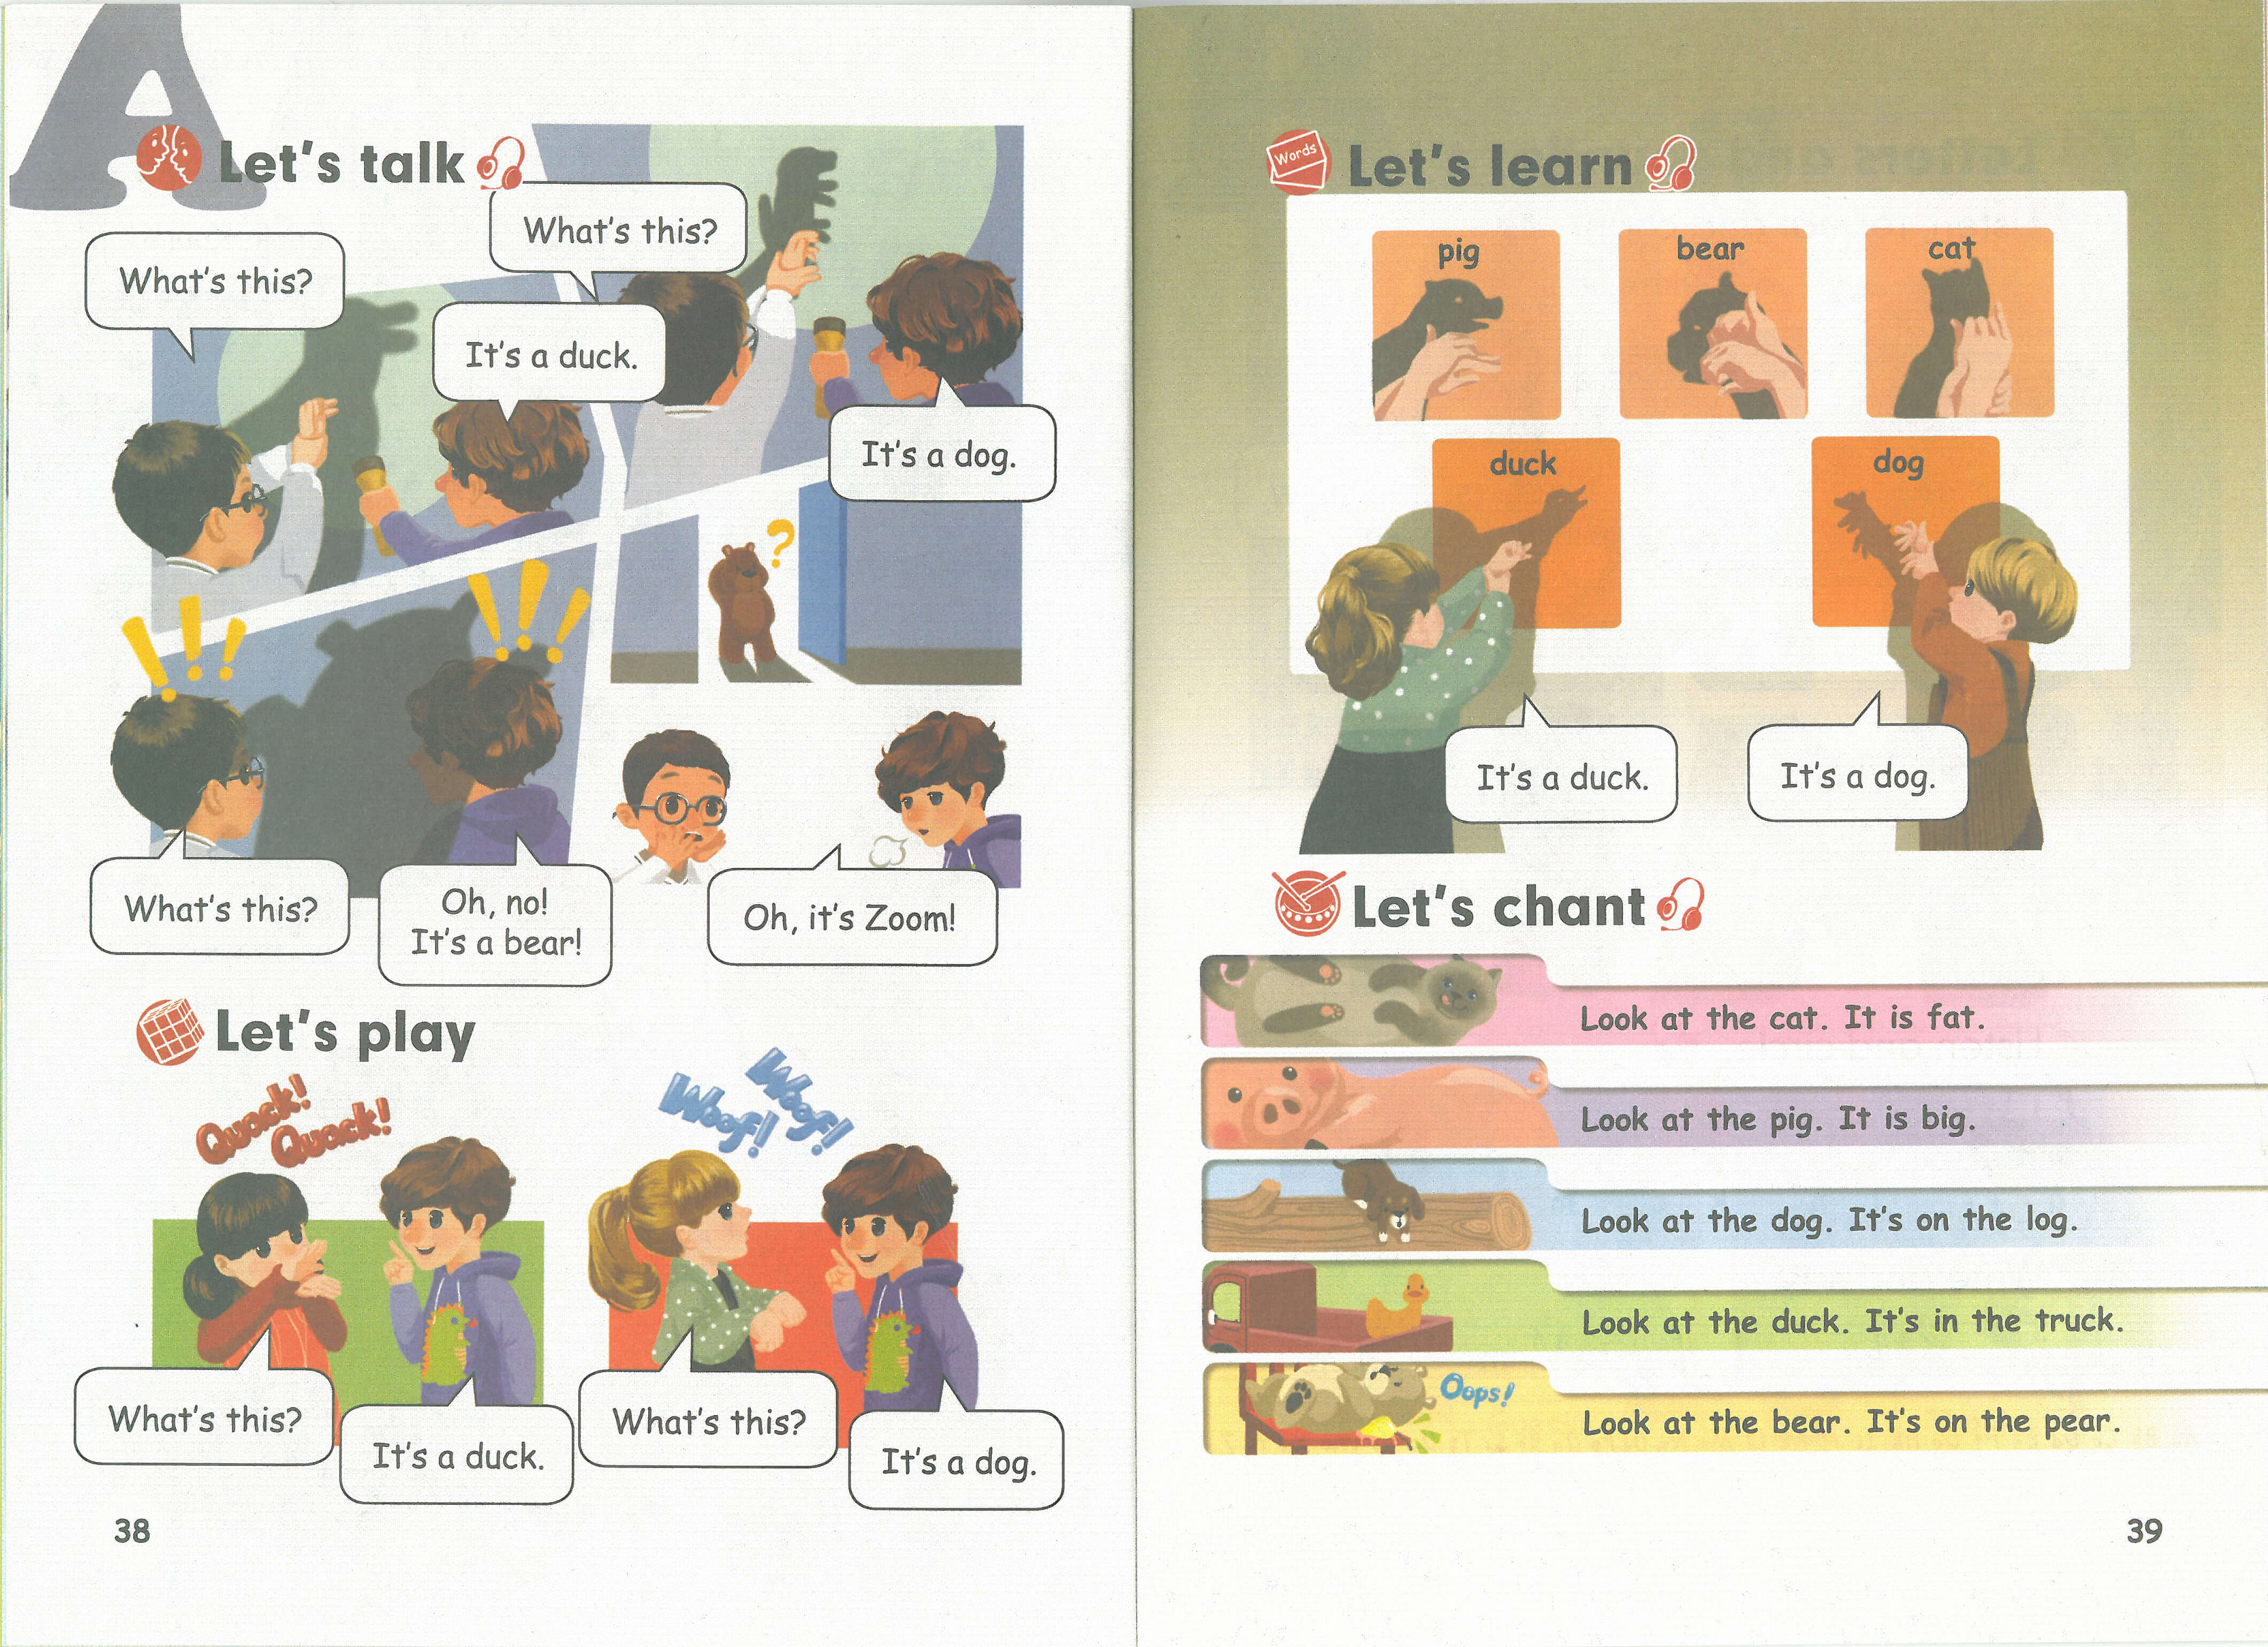 A
Let's talk
What's this?
It's a duck.
What's this?
It's a dog.
What's this?
Oh, no!
It's a bear!
?
Oh, it's Zoom!
Let's play
Quack!
Quack!
What's this?
It's a duck.
Woof!
Woof!
What's this?
It's a dog.
38
Words
Let's learn
pig
bear
cat
duck
dog
It's a duck.
It's a dog.
Let's chant
Look at the cat. It is fat.
Look at the pig. It is big.
Look at the dog. It's on the log.
Look at the duck. It's in the truck.
Oops!
Look at the bear. It's on the pear.
39